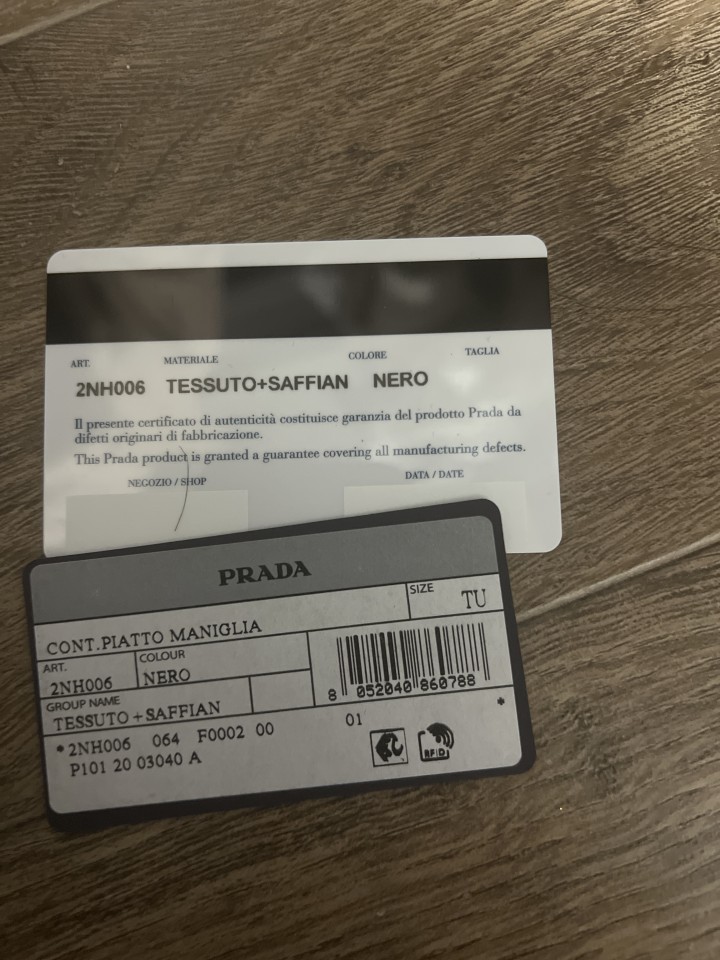 ART. MATERIALE COLORE TAGLIA
2NH006 TESSUTO+SAFFIAN NERO
Il presente certificato di autenticità costituisce garanzia del prodotto Prada da
difetti originari di fabbricazione.
This Prada product is granted a guarantee covering all manufacturing defects.
NEGOZIO / SHOP DATA / DATE
PRADA
CONT.PIATTO MANIGLIA SIZE TU
ART. COLOUR
2NH006 NERO
GROUP NAME
TESSUTO+SAFFIAN
8 052040 860788
*2NH006 064 F0002 00 01 *
P101 20 03040 A
RFID